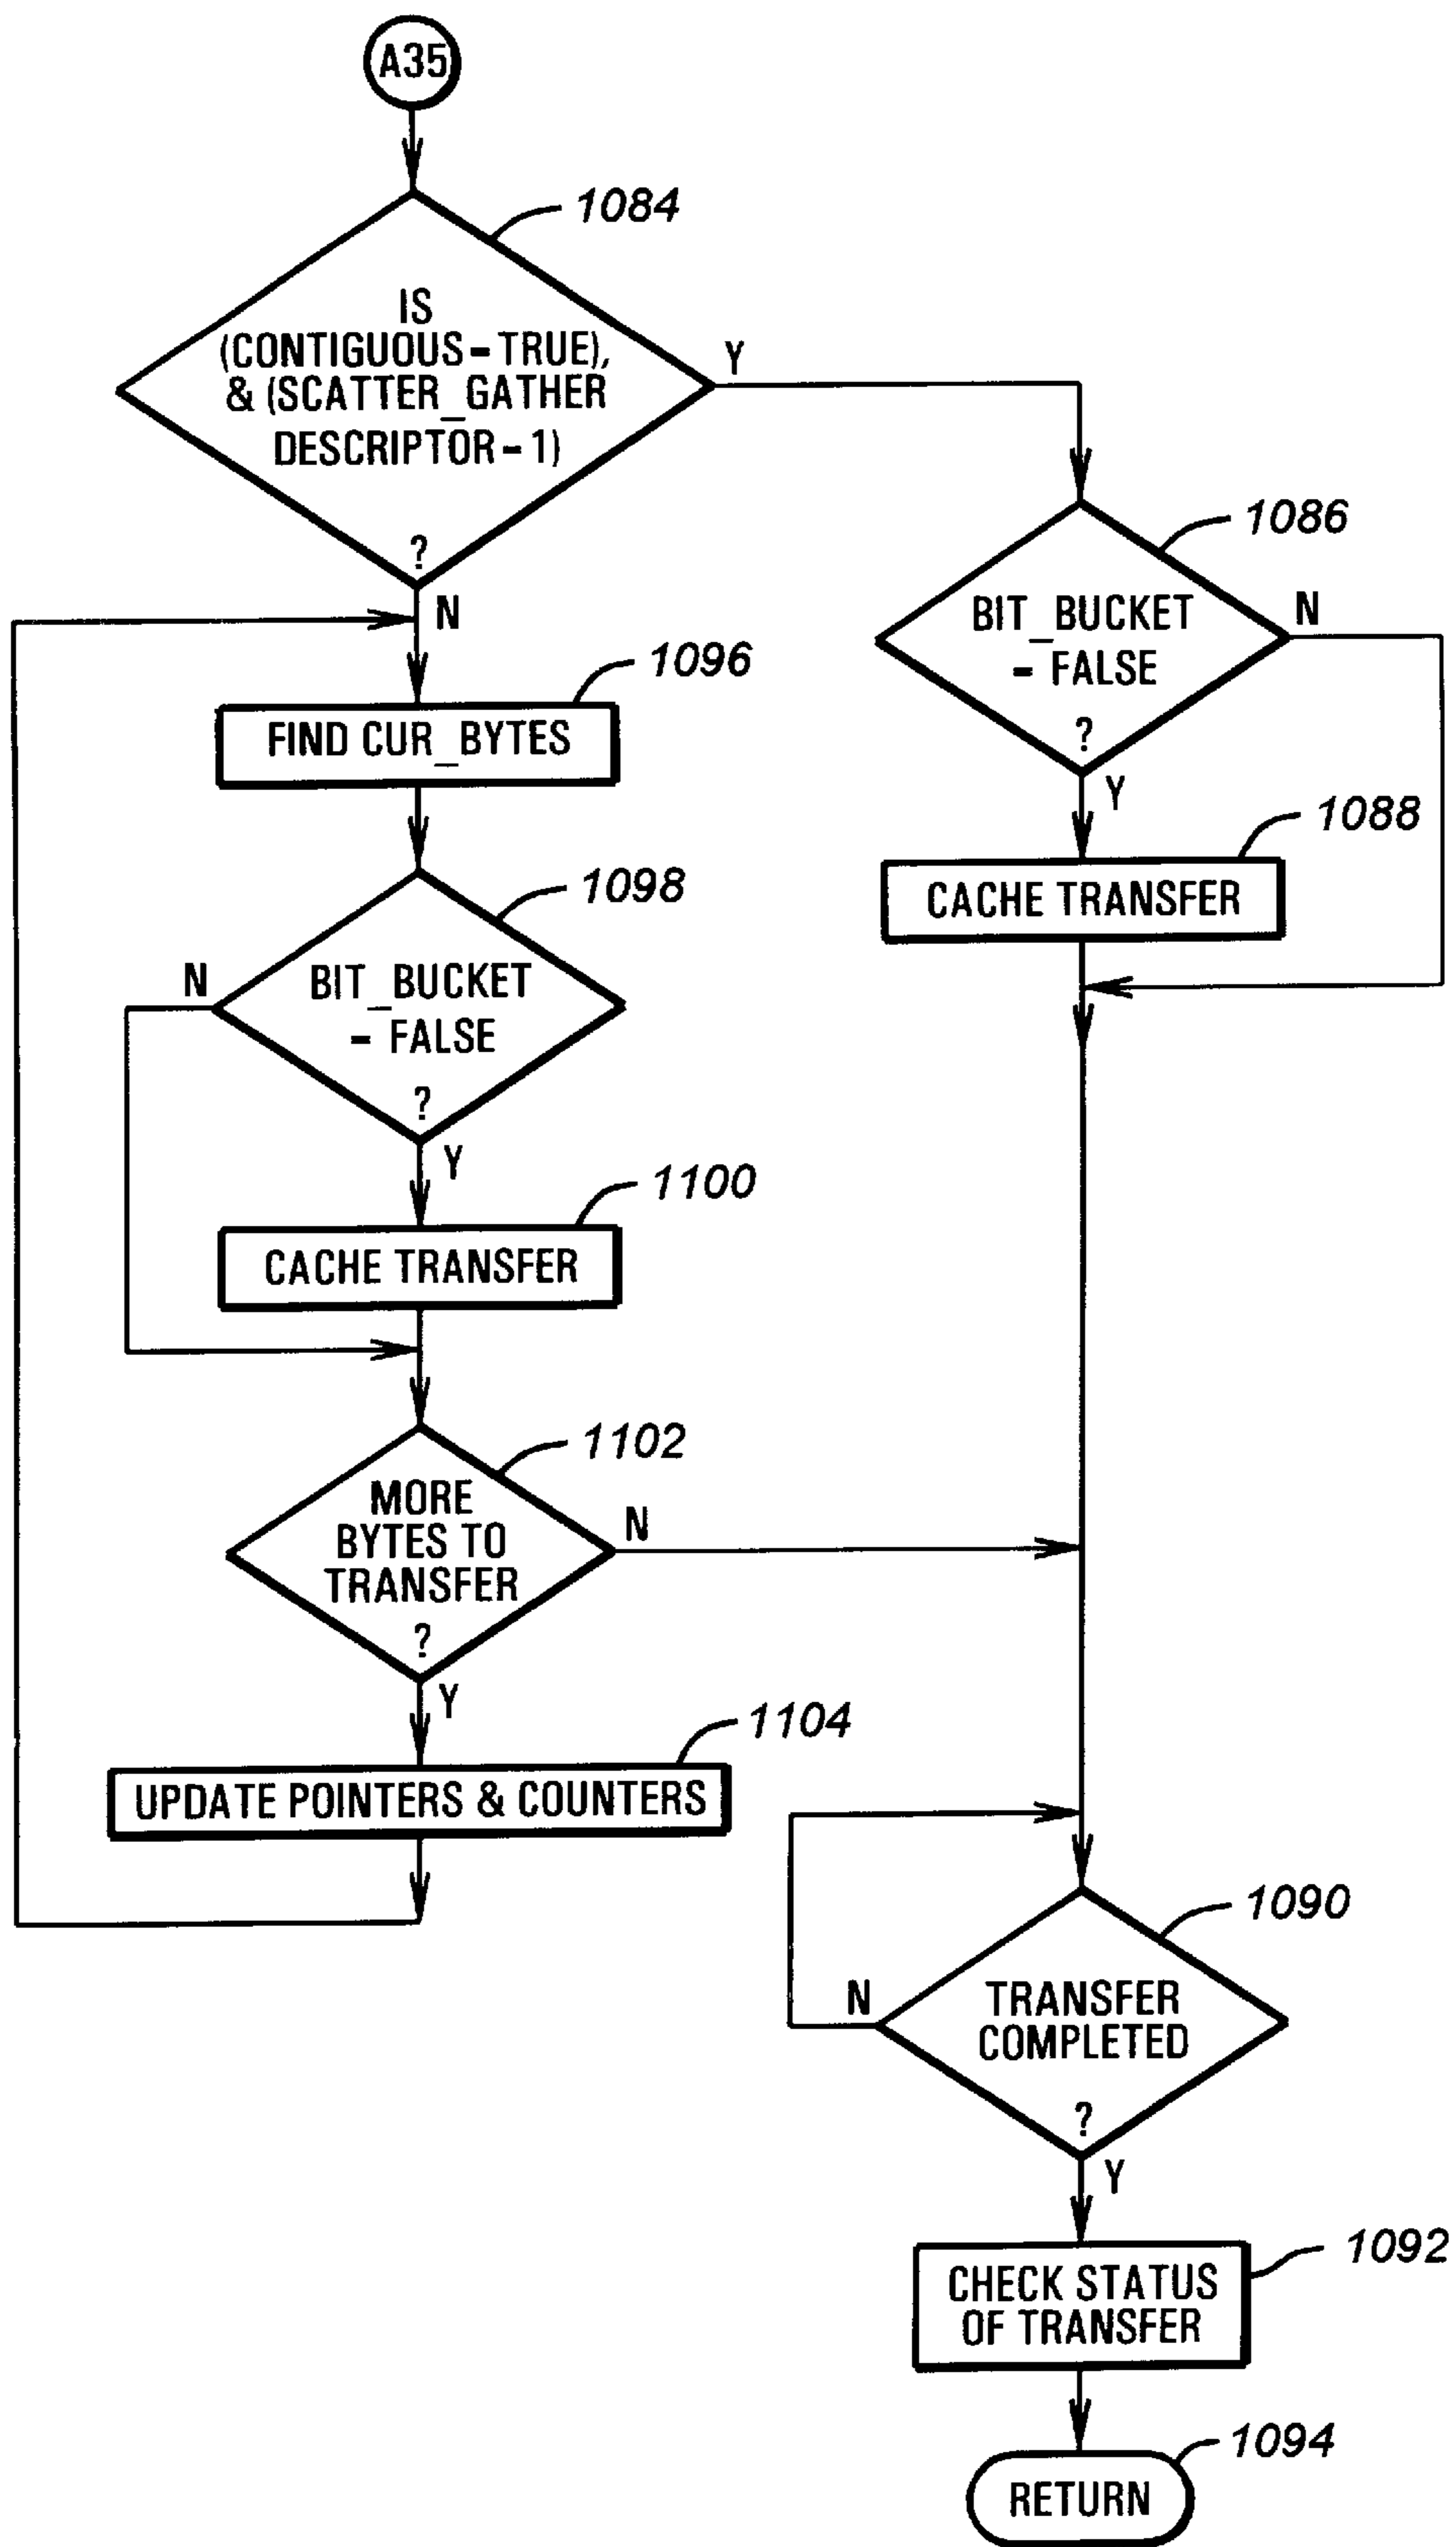 A35
1084
IS
(CONTIGUOUS = TRUE),
& (SCATTER_GATHER
DESCRIPTOR = 1)
?
Y
N
1086
BIT_BUCKET
= FALSE
?
N
Y
1088
CACHE TRANSFER
1096
FIND CUR_BYTES
1098
BIT_BUCKET
= FALSE
?
N
Y
1100
CACHE TRANSFER
1102
MORE
BYTES TO
TRANSFER
?
N
Y
1104
UPDATE POINTERS & COUNTERS
1090
TRANSFER
COMPLETED
?
N
Y
1092
CHECK STATUS
OF TRANSFER
1094
RETURN